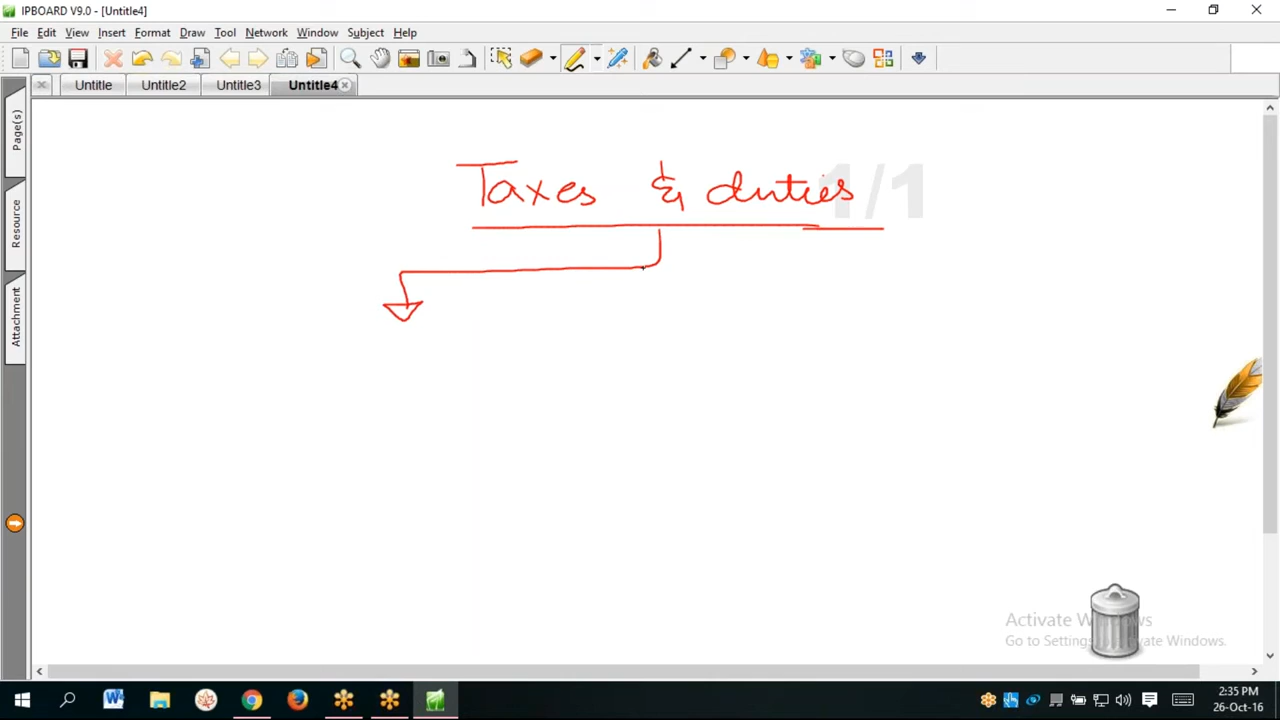 IPBOARD V9.0 - [Untitle4]
File Edit View Insert Format Draw Tool Network Window Subject Help
Untitle Untitle2 Untitle3 Untitle4
Page(s)
Resource
Attachment
Taxes & duties
1/1
Activate Windows
Go to Settings to activate Windows.
2:35 PM
26-Oct-16